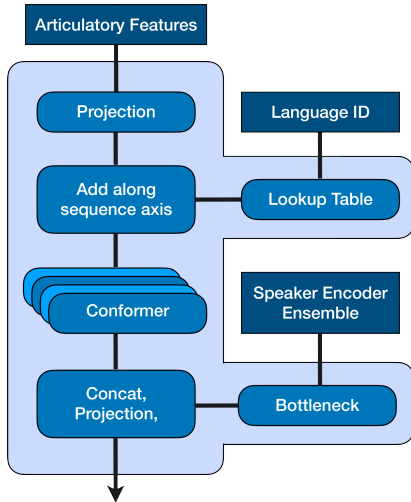 Articulatory Features
Projection
Language ID
Add along
sequence axis
Lookup Table
Conformer
Speaker Encoder
Ensemble
Concat,
Projection,
Bottleneck